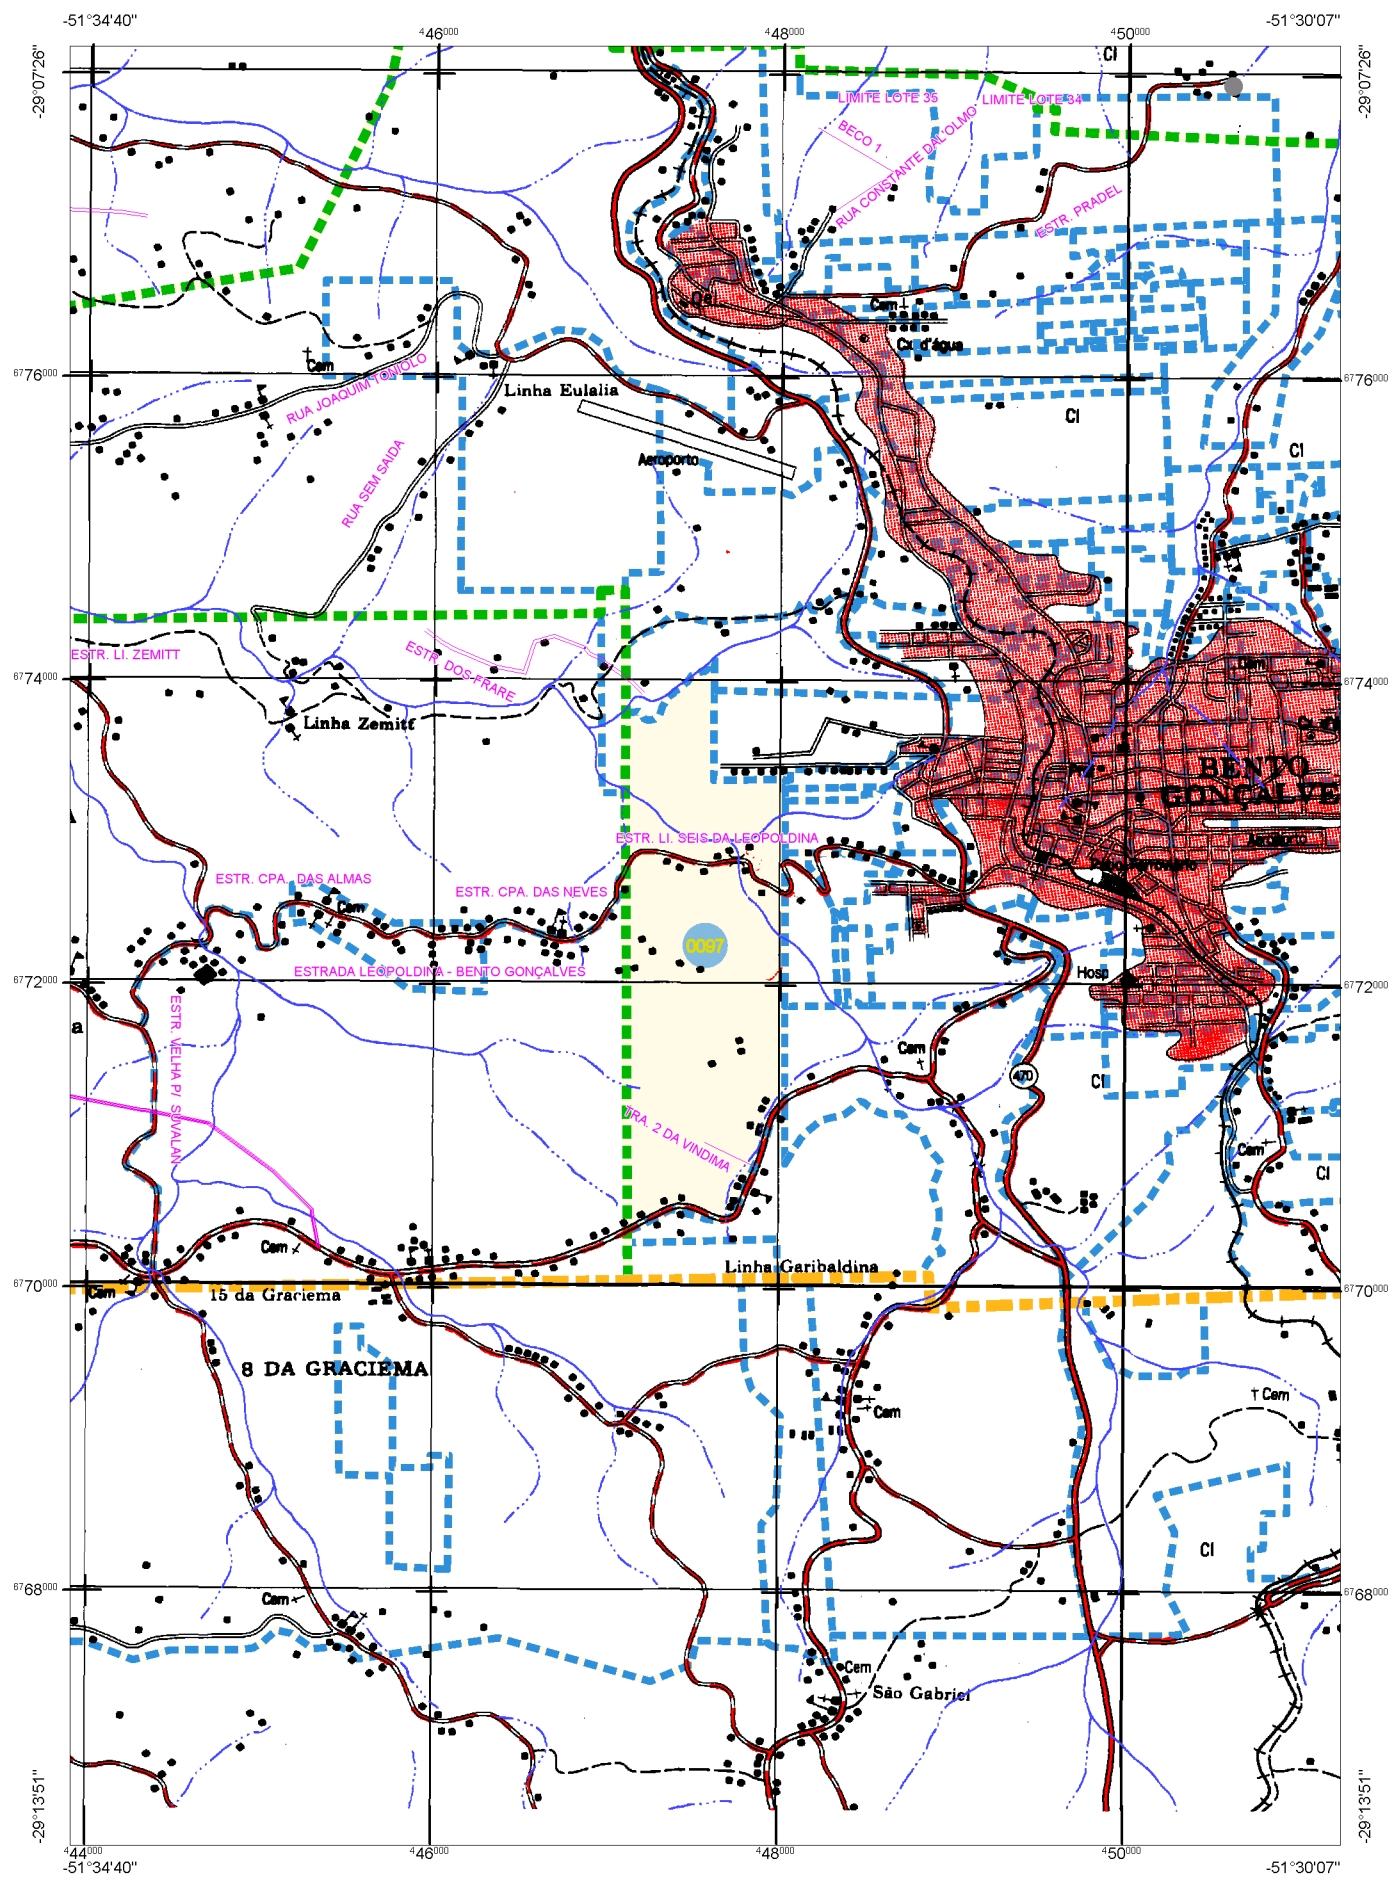 -51°34'40"
-51°30'07"
446000
448000
450000
-29°07'26"
-29°07'26"
CI
LIMITE LOTE 35
LIMITE LOTE 34
BECO 1
RUA CONSTANTE DAL'OLMO
ESTR. PRADEL
Cem
Cx d'água
Cem
6776000
6776000
RUA JOAQUIM TONIOLO
Linha Eulalia
CI
CI
RUA SEM SAIDA
Aeroporto
ESTR. LI. ZEMITT
ESTR. DOS FRARE
Cem
6774000
6774000
Linha Zemitt
BENTO
GONÇALVE
ESTR. LI. SEIS DA LEOPOLDINA
Aeroporto
ESTR. CPA. DAS ALMAS
ESTR. CPA. DAS NEVES
Cem
0097
ESTRADA LEOPOLDINA - BENTO GONÇALVES
Hosp
6772000
6772000
a
ESTR. VELHA P/ SUVALAN
Cem
470
CI
TRA. 2 DA VINDIMA
Cem
CI
Cem
Linha Garibaldina
6770000
6770000
Cem
15 da Graciema
8 DA GRACIEMA
Cem
Cem
CI
6768000
6768000
Cem
Cem
São Gabriel
-29°13'51"
-29°13'51"
444000
446000
448000
450000
-51°34'40"
-51°30'07"